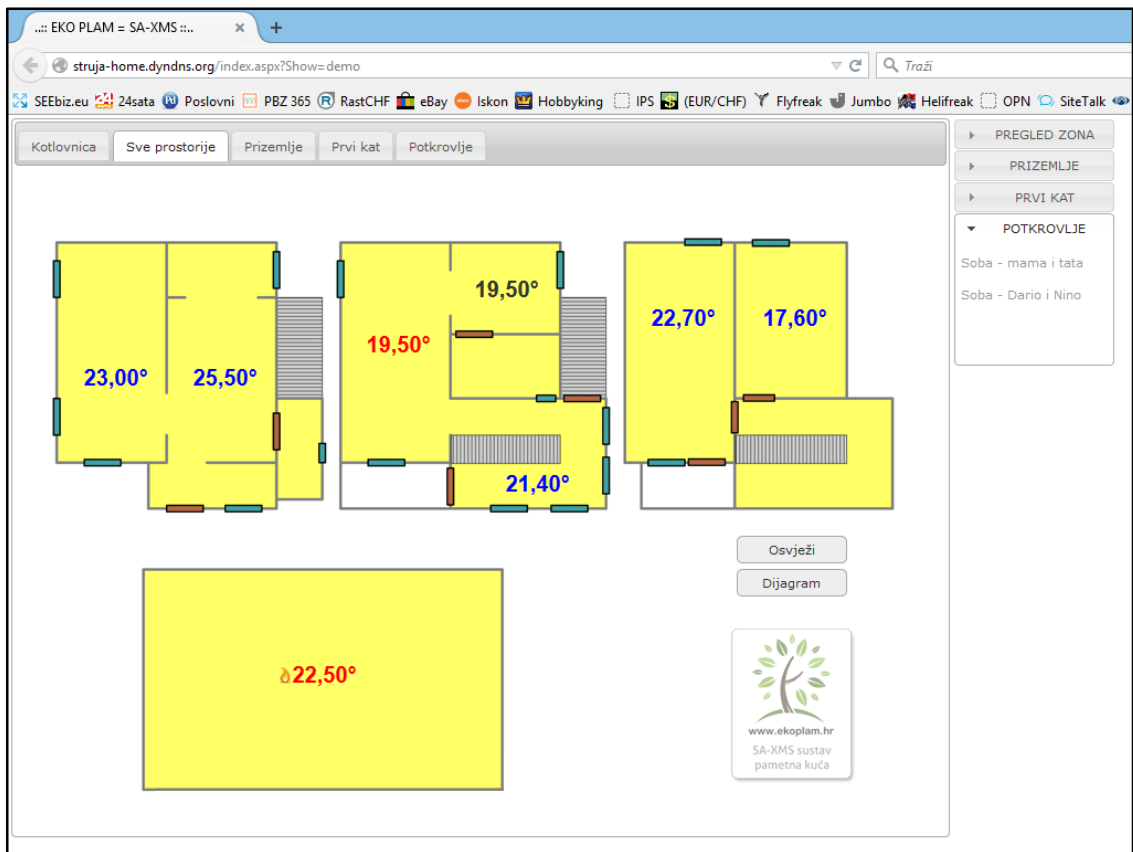 ..:: EKO PLAM = SA-XMS ::..
struja-home.dyndns.org/index.aspx?Show=demo
Traži
SEEbiz.eu 24sata Poslovni PBZ 365 RastCHF eBay Iskon Hobbyking IPS (EUR/CHF) Flyfreak Jumbo Helifreak OPN SiteTalk
Kotlovnica Sve prostorije Prizemlje Prvi kat Potkrovlje
PREGLED ZONA
PRIZEMLJE
PRVI KAT
POTKROVLJE
Soba - mama i tata
Soba - Dario i Nino
19,50°
22,70° 17,60°
19,50°
23,00° 25,50°
21,40°
Osvježi
Dijagram
22,50°
www.ekoplam.hr
SA-XMS sustav
pametna kuća